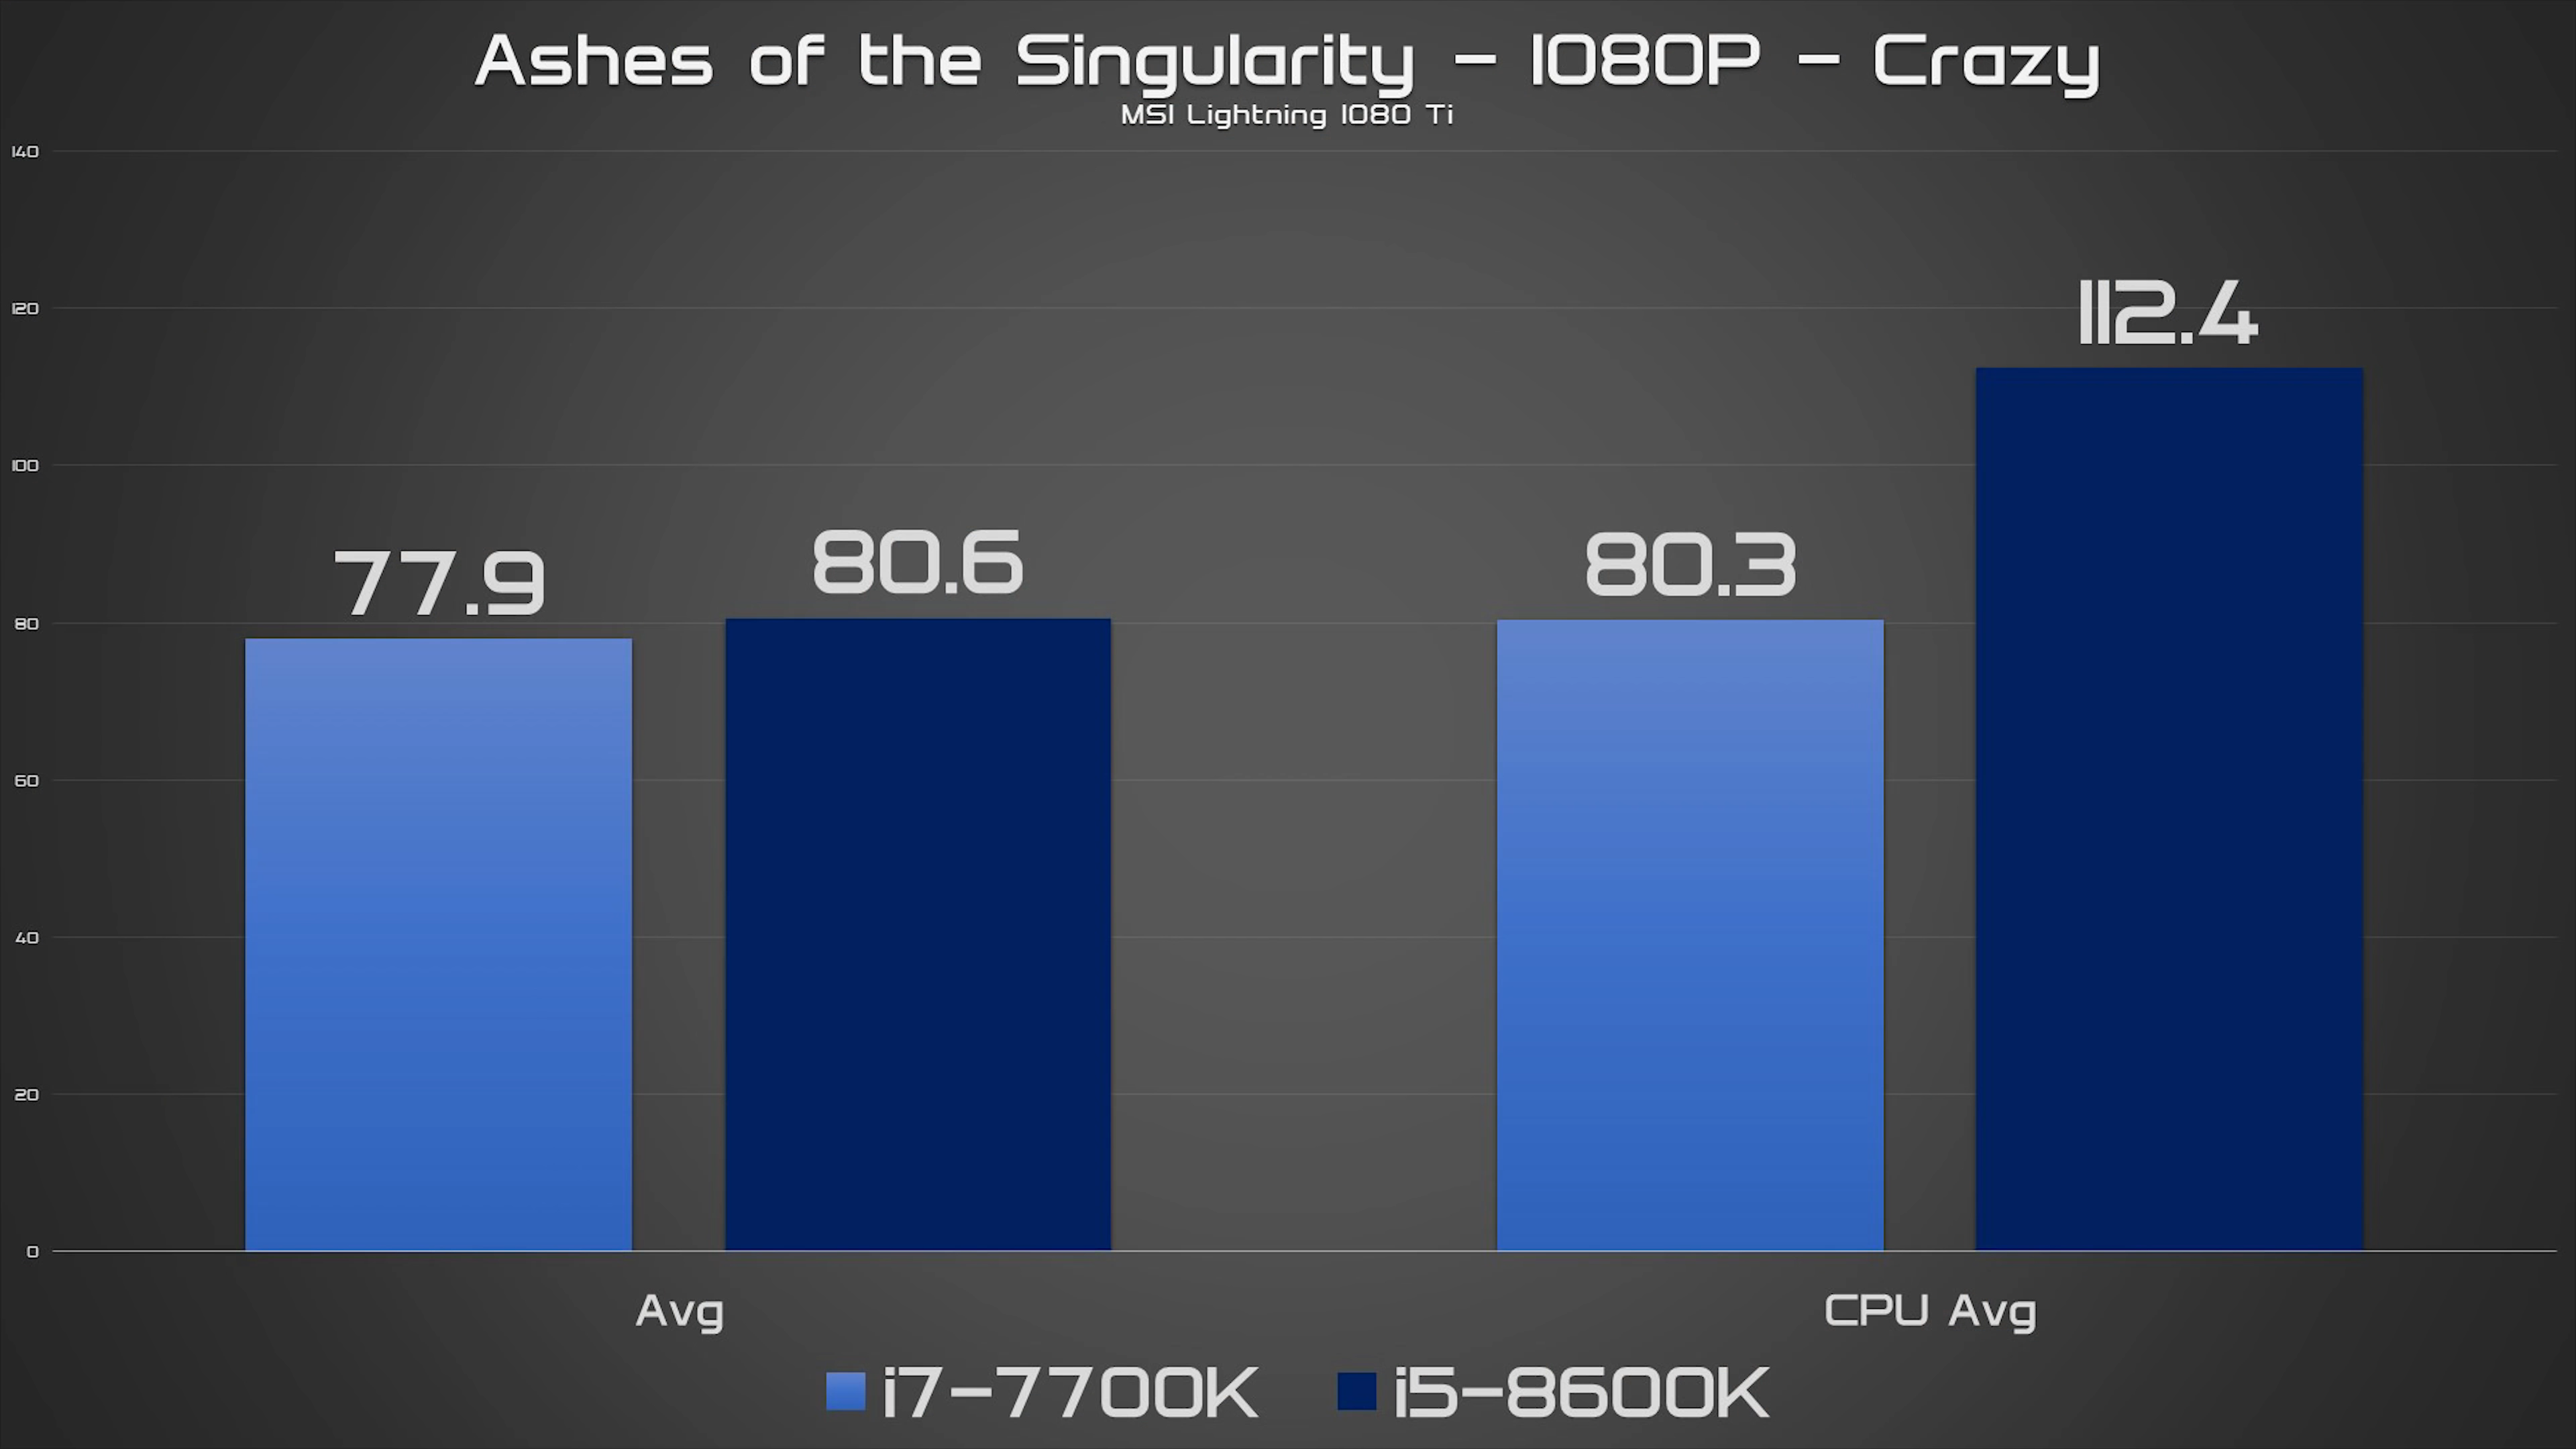 Ashes of the Singularity - 1080P - Crazy
MSI Lightning 1080 Ti
140
120
100
80
60
40
20
0
77.9
80.6
80.3
112.4
Avg
CPU Avg
i7-7700K
i5-8600K